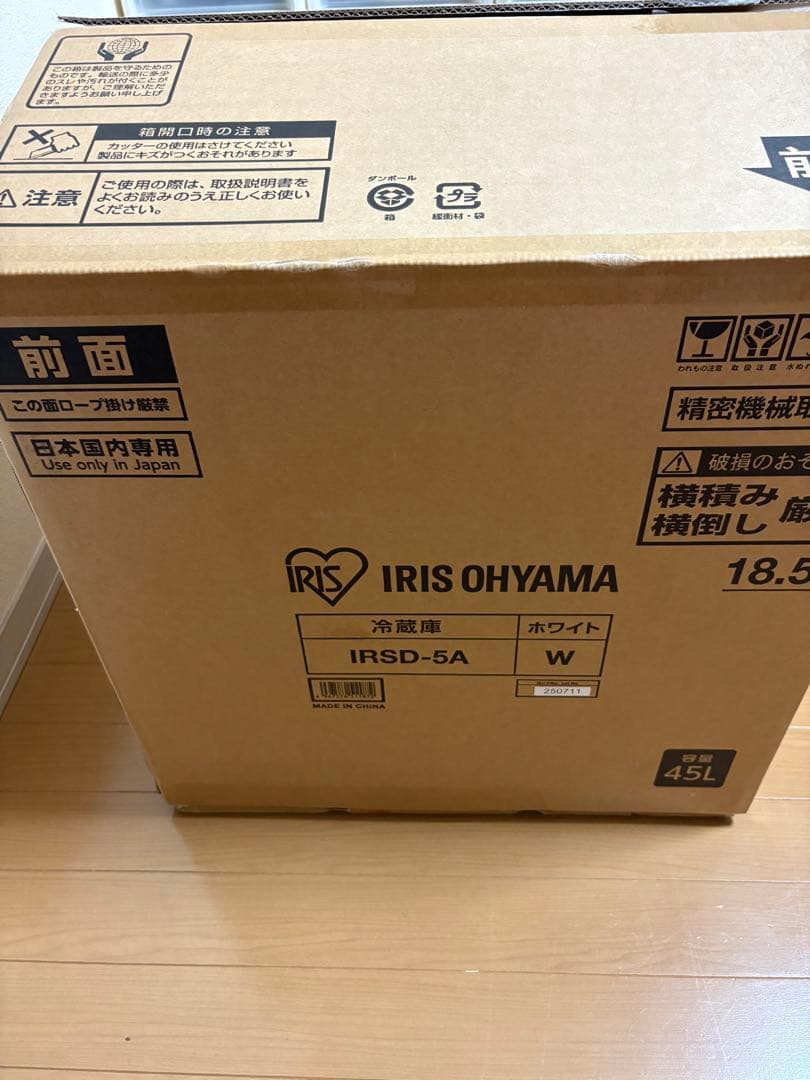 この箱は製品を守るための
ものです。輸送の際に多少
のスレや汚れが付くことが
ありますが、ご理解いただ
きますようお願い申し上げ
ます。
箱開口時の注意
カッターの使用はさけてください
製品にキズがつくおそれがあります
注意
ご使用の際は、取扱説明書を
よくお読みのうえ正しくお使い
ください。
ダンボール
箱
プラ
緩衝材・袋
前
前面
この面ロープ掛け厳禁
日本国内専用
Use only in Japan
われもの注意
取扱注意
水ぬれ
精密機械取
破損のおそ
横積み
横倒し
厳
18.5
IRIS
IRIS OHYAMA
冷蔵庫
ホワイト
IRSD-5A
W
250711
MADE IN CHINA
容量
45L